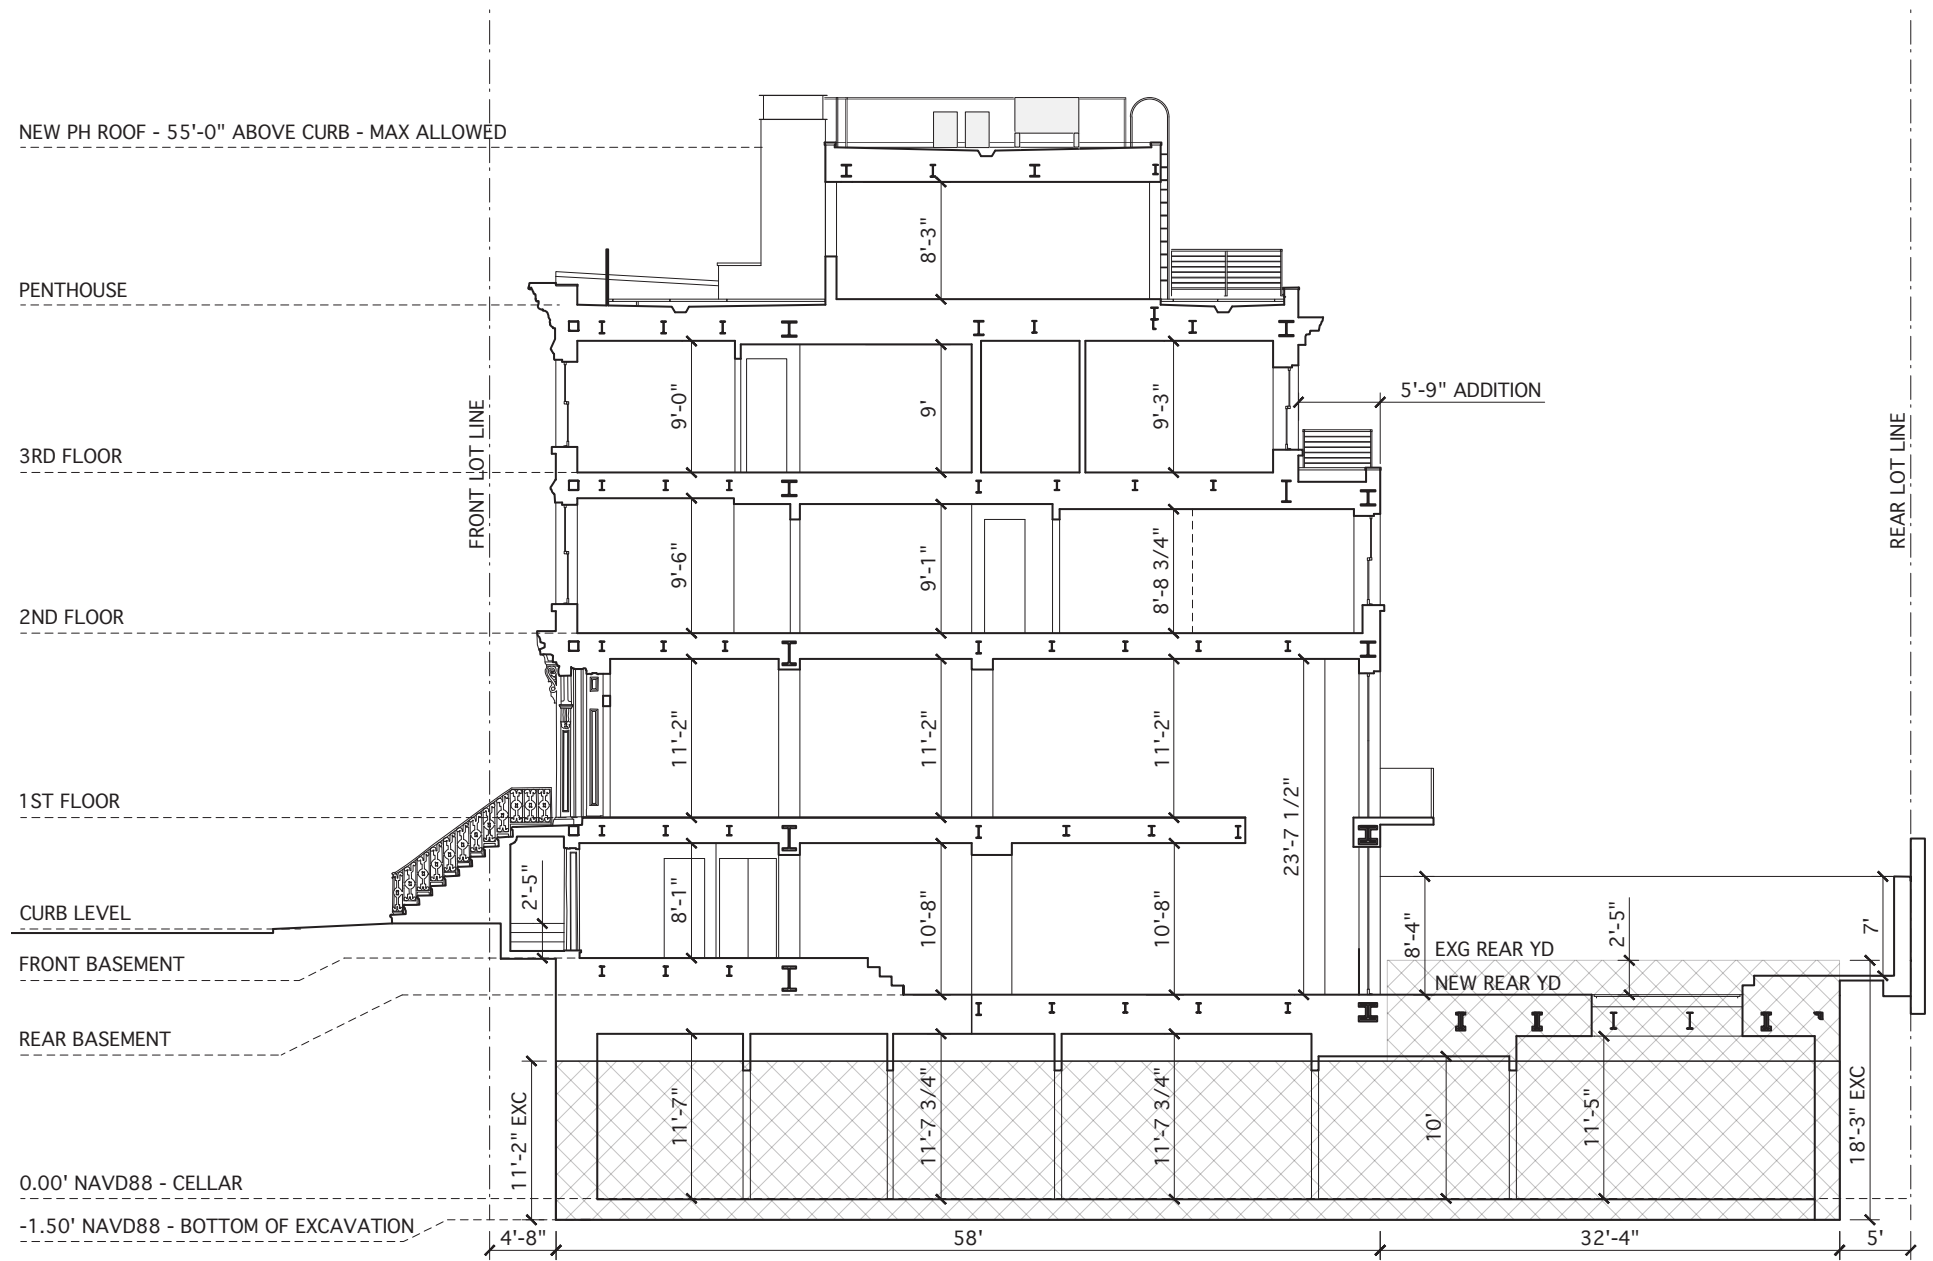 NEW PH ROOF - 55'-0" ABOVE CURB - MAX ALLOWED
8'-3"
PENTHOUSE
9'-0"
9'
9'-3"
5'-9" ADDITION
FRONT LOT LINE
REAR LOT LINE
3RD FLOOR
9'-6"
9'-1"
8'-8 3/4"
2ND FLOOR
11'-2"
11'-2"
11'-2"
23'-7 1/2"
1ST FLOOR
2'-5"
8'-1"
10'-8"
10'-8"
8'-4"
2'-5"
7'
CURB LEVEL
EXG REAR YD
FRONT BASEMENT
NEW REAR YD
REAR BASEMENT
11'-2" EXC
11'-7"
11'-7 3/4"
11'-7 3/4"
10'
11'-5"
18'-3" EXC
0.00' NAVD88 - CELLAR
-1.50' NAVD88 - BOTTOM OF EXCAVATION
4'-8"
58'
32'-4"
5'